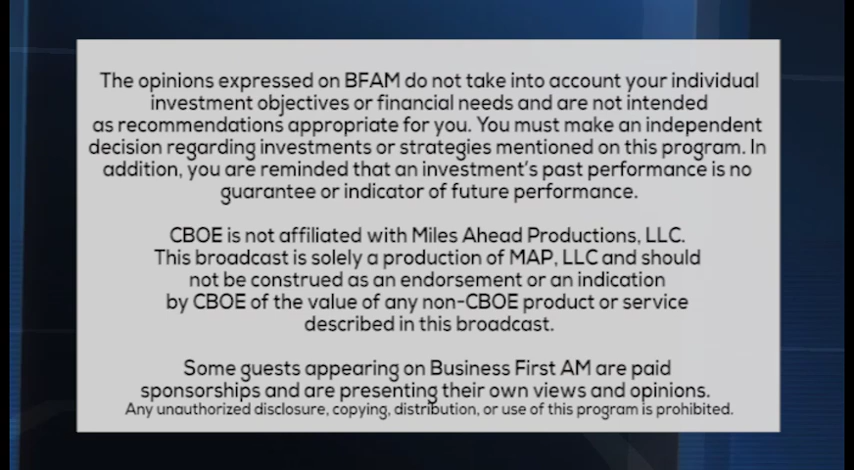 The opinions expressed on BFAM do not take into account your individual
investment objectives or financial needs and are not intended
as recommendations appropriate for you. You must make an independent
decision regarding investments or strategies mentioned on this program. In
addition, you are reminded that an investment's past performance is no
guarantee or indicator of future performance.
CBOE is not affiliated with Miles Ahead Productions, LLC.
This broadcast is solely a production of MAP, LLC and should
not be construed as an endorsement or an indication
by CBOE of the value of any non-CBOE product or service
described in this broadcast.
Some guests appearing on Business First AM are paid
sponsorships and are presenting their own views and opinions.
Any unauthorized disclosure, copying, distribution, or use of this program is prohibited.